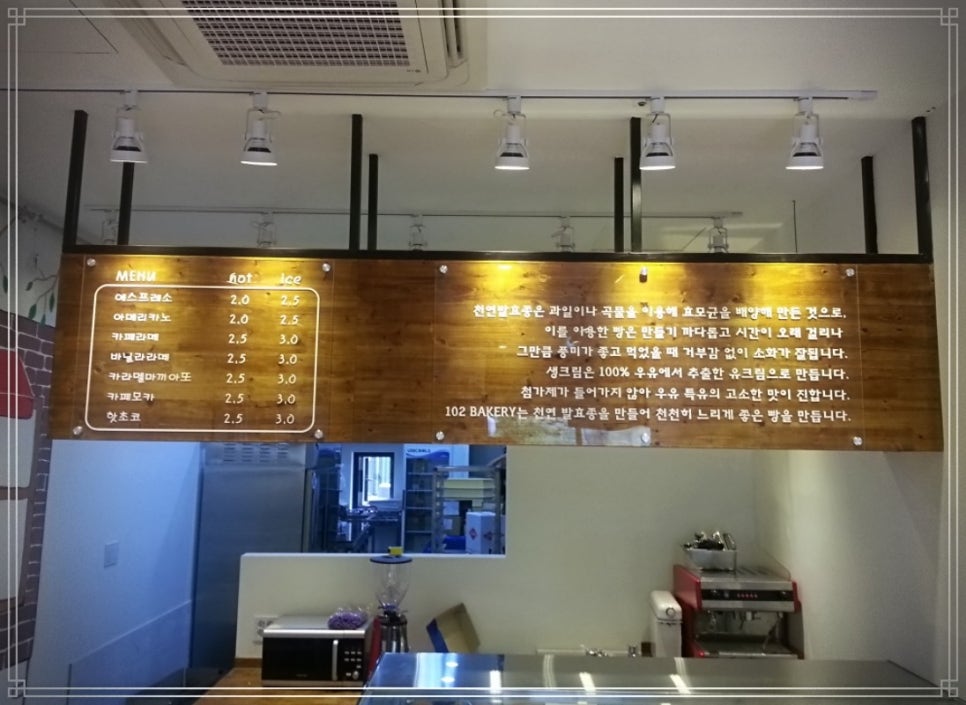 MENU hot ice
에스프레소 2.0 2.5
아메리카노 2.0 2.5
카페라떼 2.5 3.0
바닐라라떼 2.5 3.0
카라멜마끼아또 2.5 3.0
카페모카 2.5 3.0
핫초코 2.5 3.0
천연발효종은 과일이나 곡물을 이용해 효모균을 배양해 만든 것으로,
이를 이용한 빵은 만들기 까다롭고 시간이 오래 걸리나
그만큼 풍미가 좋고 먹었을 때 거부감 없이 소화가 잘됩니다.
생크림은 100% 우유에서 추출한 유크림으로 만듭니다.
첨가제가 들어가지 않아 우유 특유의 고소한 맛이 진합니다.
102 BAKERY는 천연 발효종을 만들어 천천히 느리게 좋은 빵을 만듭니다.